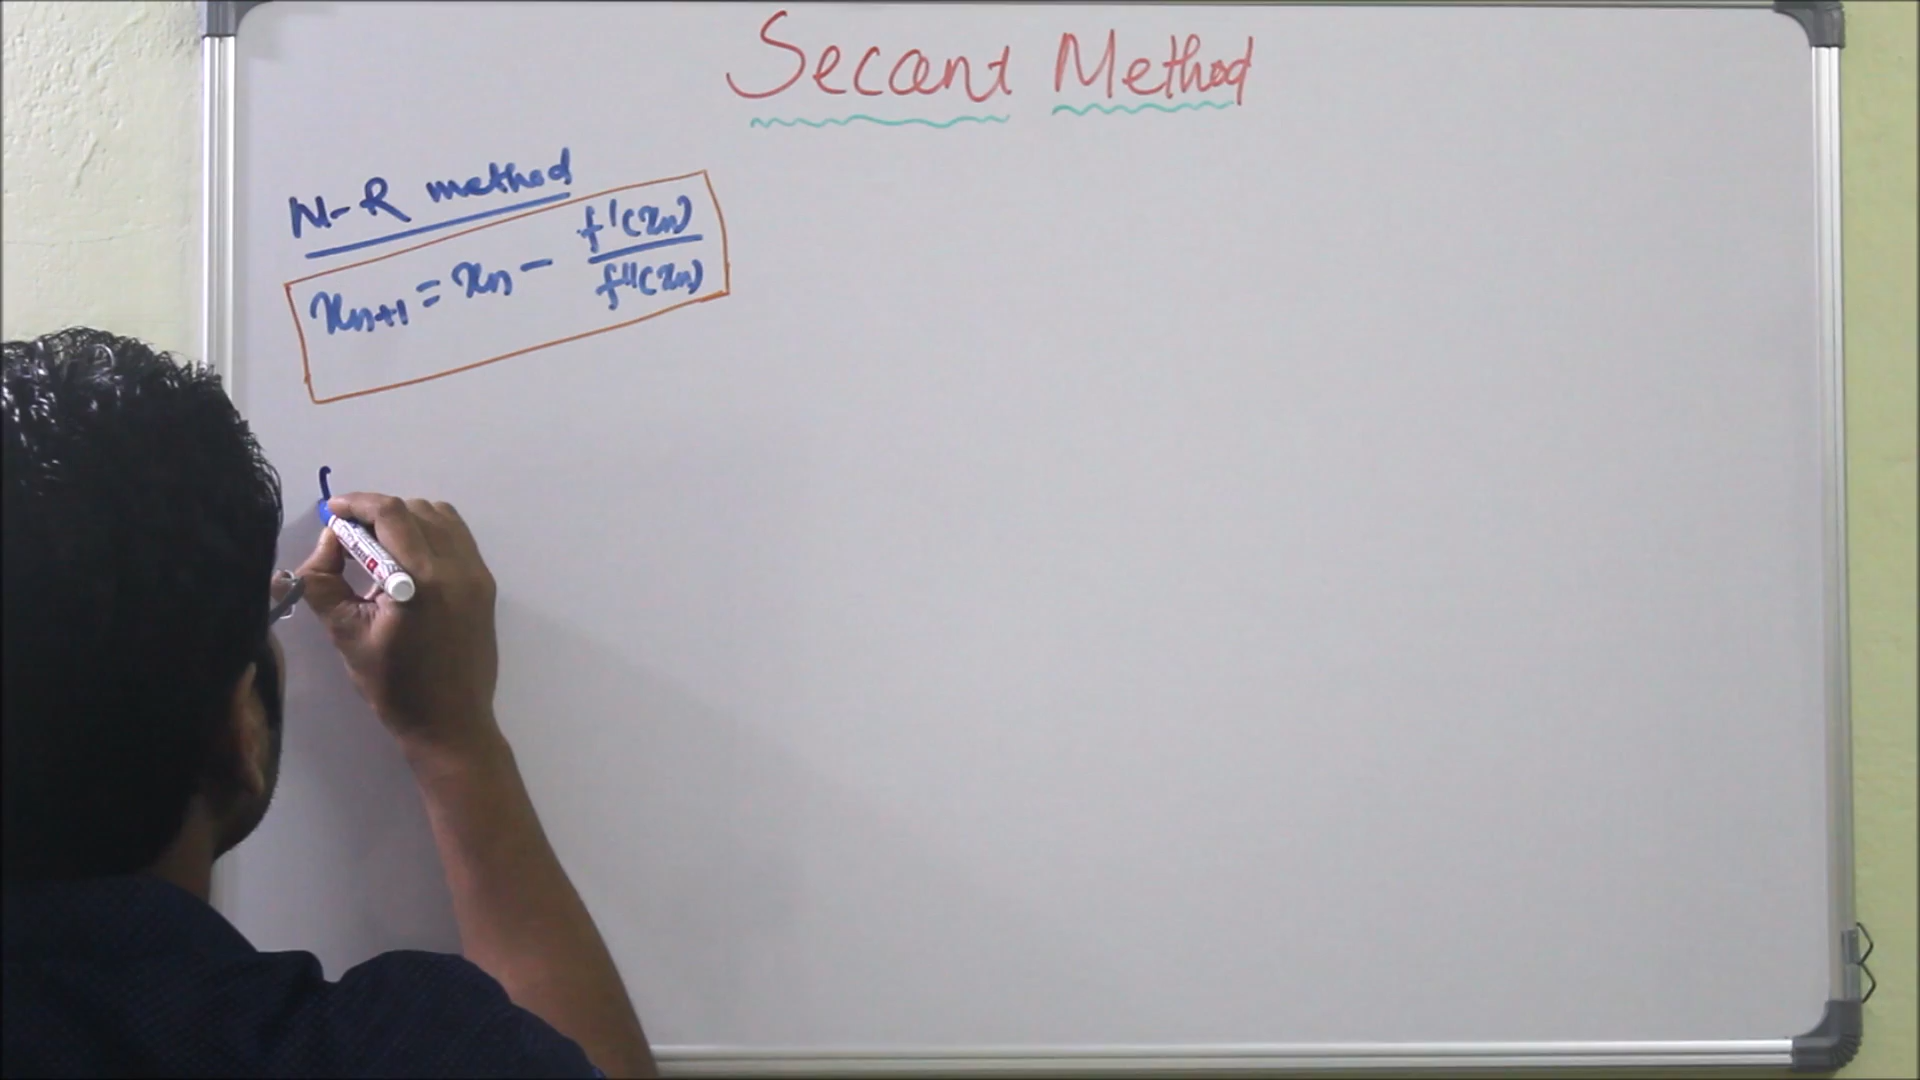 Secant Method
N-R method
xₙ₊₁ = xₙ - f'(xₙ) / f''(xₙ)